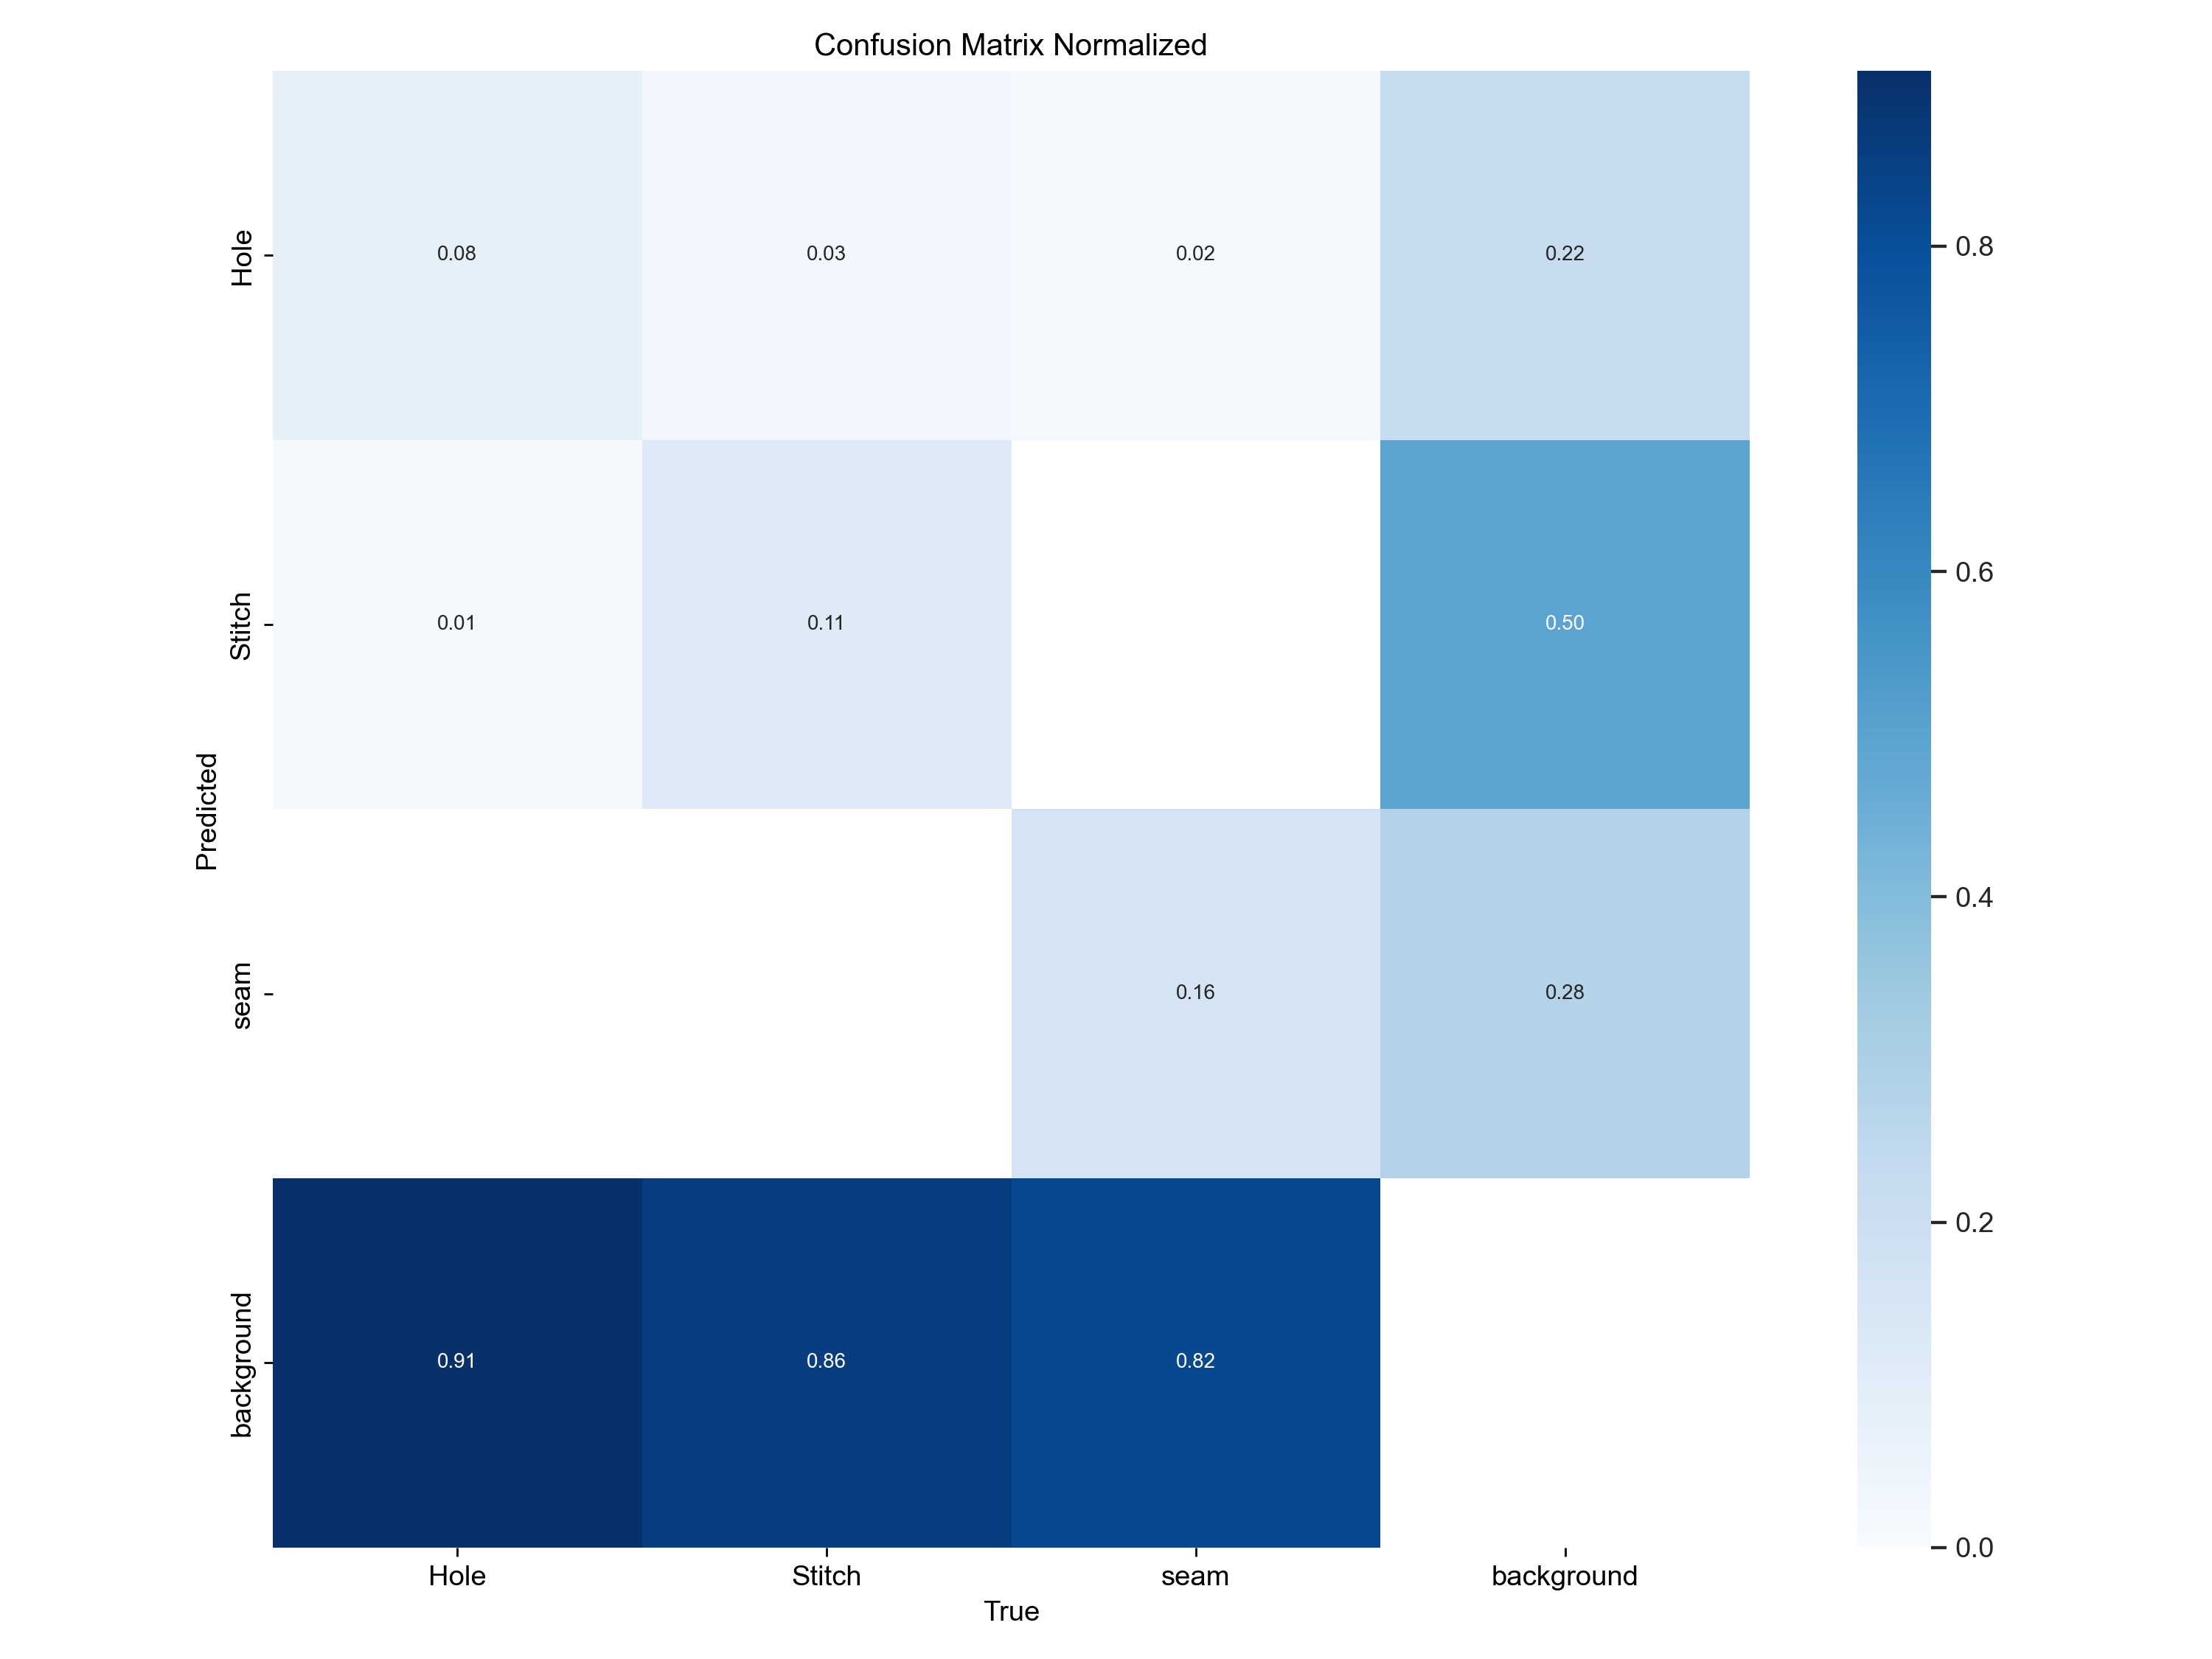 Confusion Matrix Normalized
Hole
0.08
0.03
0.02
0.22
0.8
Stitch
0.01
0.11
0.50
0.6
Predicted
0.4
seam
0.16
0.28
0.2
background
0.91
0.86
0.82
0.0
Hole
Stitch
seam
background
True